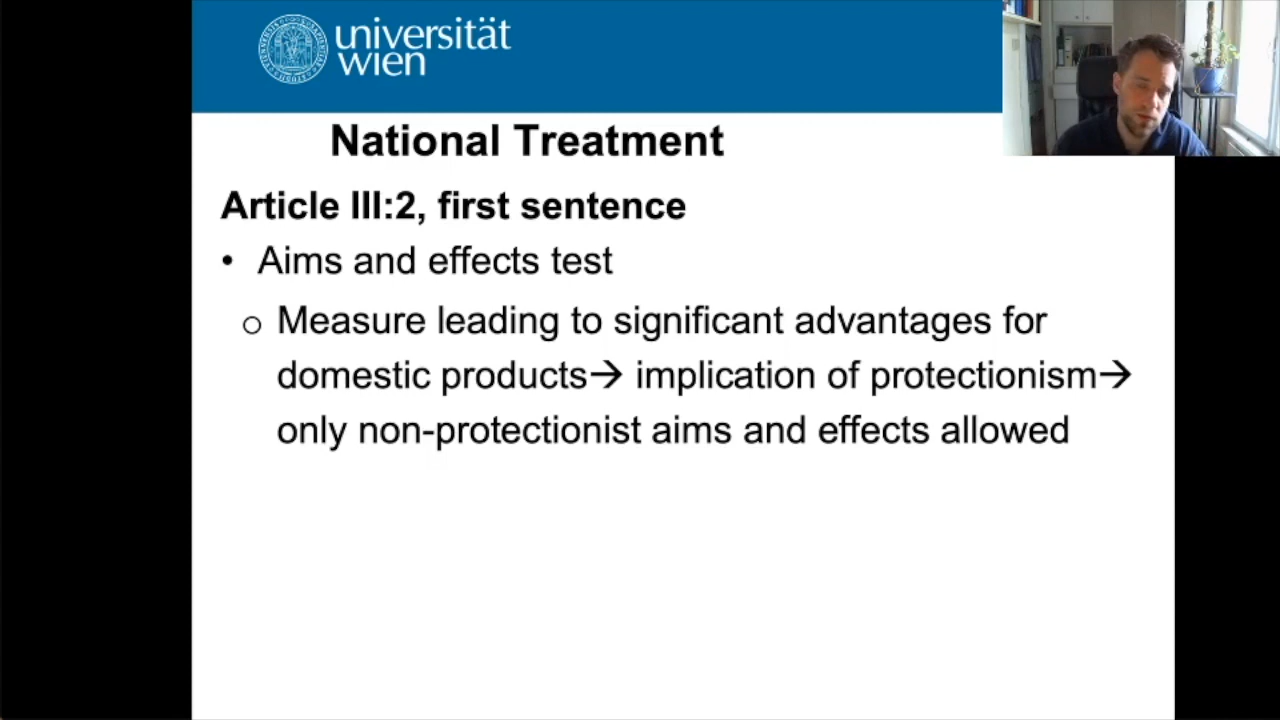 universität
wien
National Treatment
Article III:2, first sentence
• Aims and effects test
o Measure leading to significant advantages for
domestic products→ implication of protectionism→
only non-protectionist aims and effects allowed